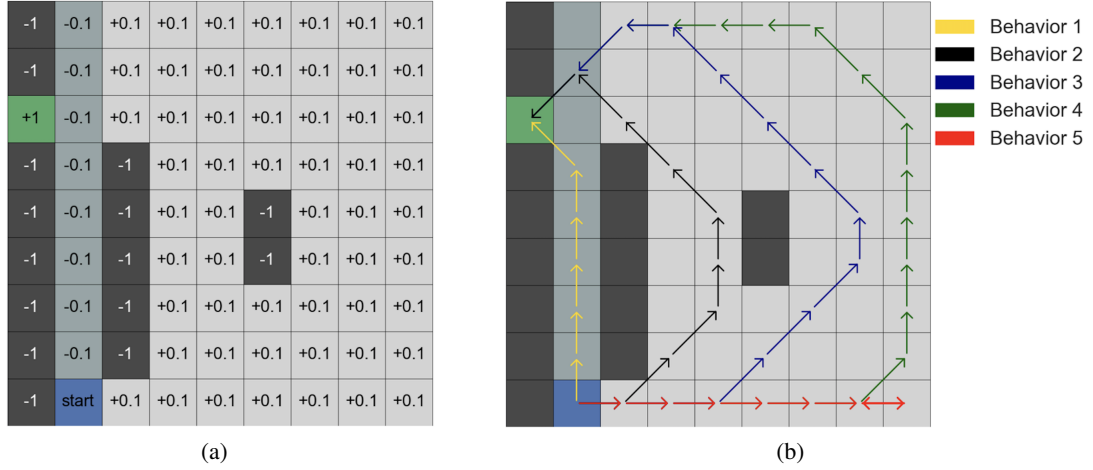 -1 -0.1 +0.1 +0.1 +0.1 +0.1 +0.1 +0.1 +0.1
-1 -0.1 +0.1 +0.1 +0.1 +0.1 +0.1 +0.1 +0.1
+1 -0.1 +0.1 +0.1 +0.1 +0.1 +0.1 +0.1 +0.1
-1 -0.1 -1 +0.1 +0.1 +0.1 +0.1 +0.1 +0.1
-1 -0.1 -1 +0.1 +0.1 -1 +0.1 +0.1 +0.1
-1 -0.1 -1 +0.1 +0.1 -1 +0.1 +0.1 +0.1
-1 -0.1 -1 +0.1 +0.1 +0.1 +0.1 +0.1 +0.1
-1 -0.1 -1 +0.1 +0.1 +0.1 +0.1 +0.1 +0.1
-1 start +0.1 +0.1 +0.1 +0.1 +0.1 +0.1 +0.1
(a)
Behavior 1
Behavior 2
Behavior 3
Behavior 4
Behavior 5
(b)